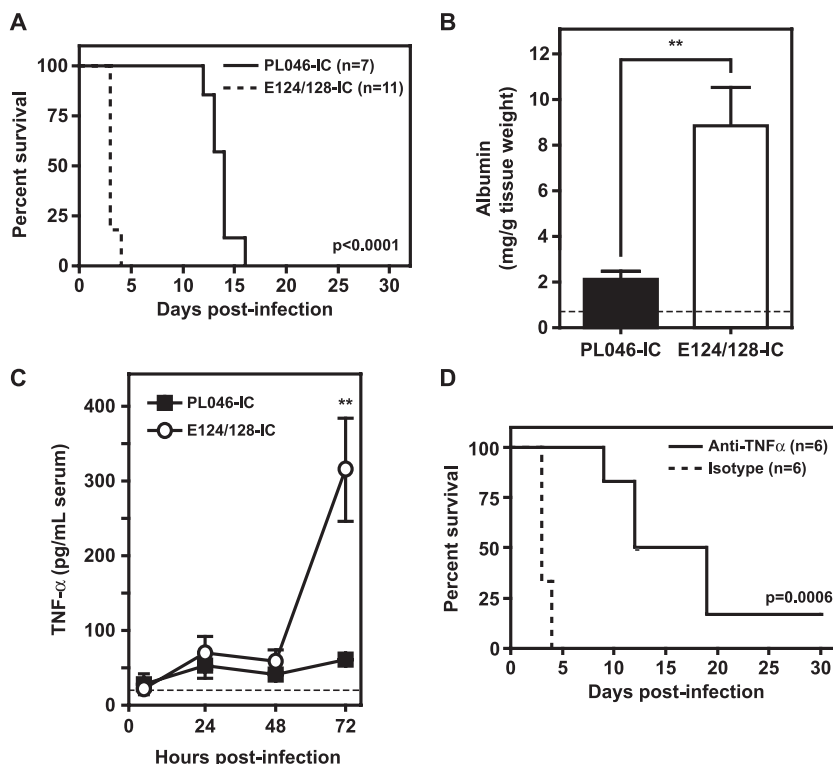 A
PL046-IC (n=7)
E124/128-IC (n=11)
Percent survival
100
75
50
25
0
p<0.0001
0 5 10 15 20 25 30
Days post-infection
B
**
Albumin
(mg/g tissue weight)
12
10
8
6
4
2
0
PL046-IC E124/128-IC
C
PL046-IC
E124/128-IC
**
TNF-α (pg/mL serum)
400
300
200
100
0
0 24 48 72
Hours post-infection
D
Anti-TNFα (n=6)
Isotype (n=6)
Percent survival
100
75
50
25
0
p=0.0006
0 5 10 15 20 25 30
Days post-infection